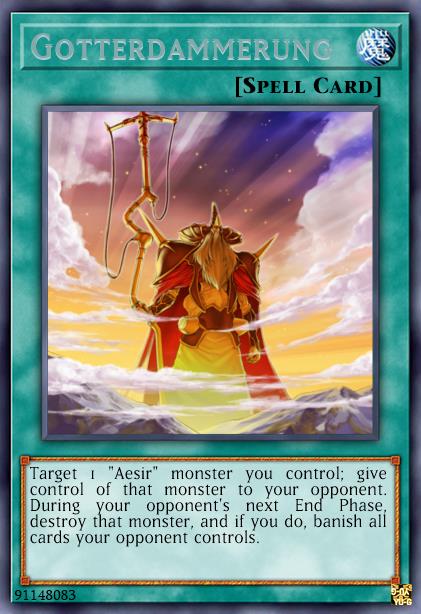 GOTTERDAMMERUNG
魔
[SPELL CARD]
Target 1 "Aesir" monster you control; give
control of that monster to your opponent.
During your opponent's next End Phase,
destroy that monster, and if you do, banish all
cards your opponent controls.
91148083